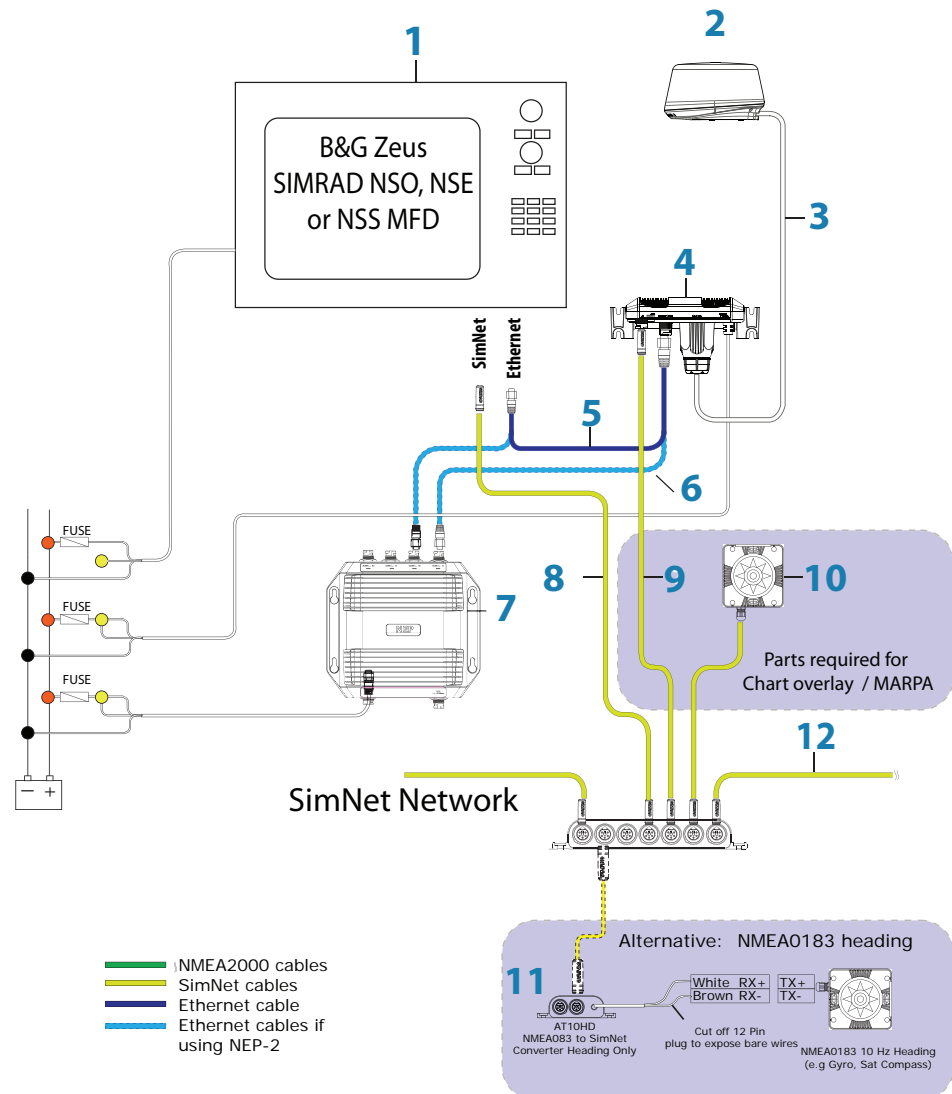 1
2
B&G Zeus
SIMRAD NSO, NSE
or NSS MFD
3
4
SimNet
Ethernet
5
6
FUSE
FUSE
FUSE
7
8
9
10
Parts required for
Chart overlay / MARPA
12
− +
SimNet Network
NMEA2000 cables
SimNet cables
Ethernet cable
Ethernet cables if
using NEP-2
Alternative: NMEA0183 heading
11
White RX+ TX+
Brown RX- TX-
AT10HD
NMEA083 to SimNet
Converter Heading Only
Cut off 12 Pin
plug to expose bare wires
NMEA0183 10 Hz Heading
(e.g Gyro, Sat Compass)